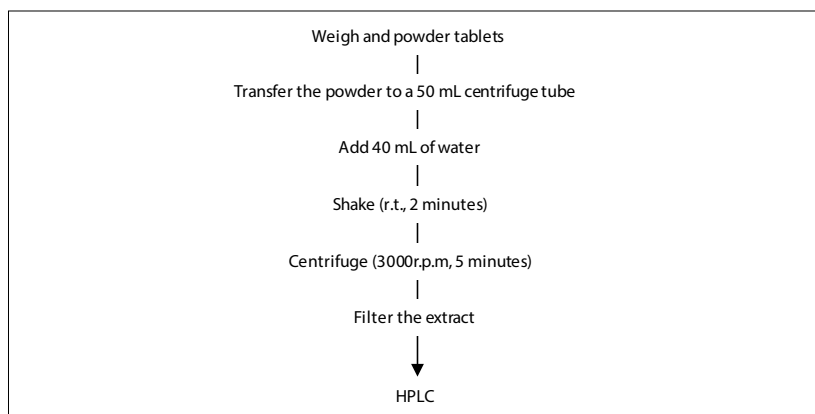 Weigh and powder tablets
Transfer the powder to a 50 mL centrifuge tube
Add 40 mL of water
Shake (r.t., 2 minutes)
Centrifuge (3000r.p.m, 5 minutes)
Filter the extract
HPLC